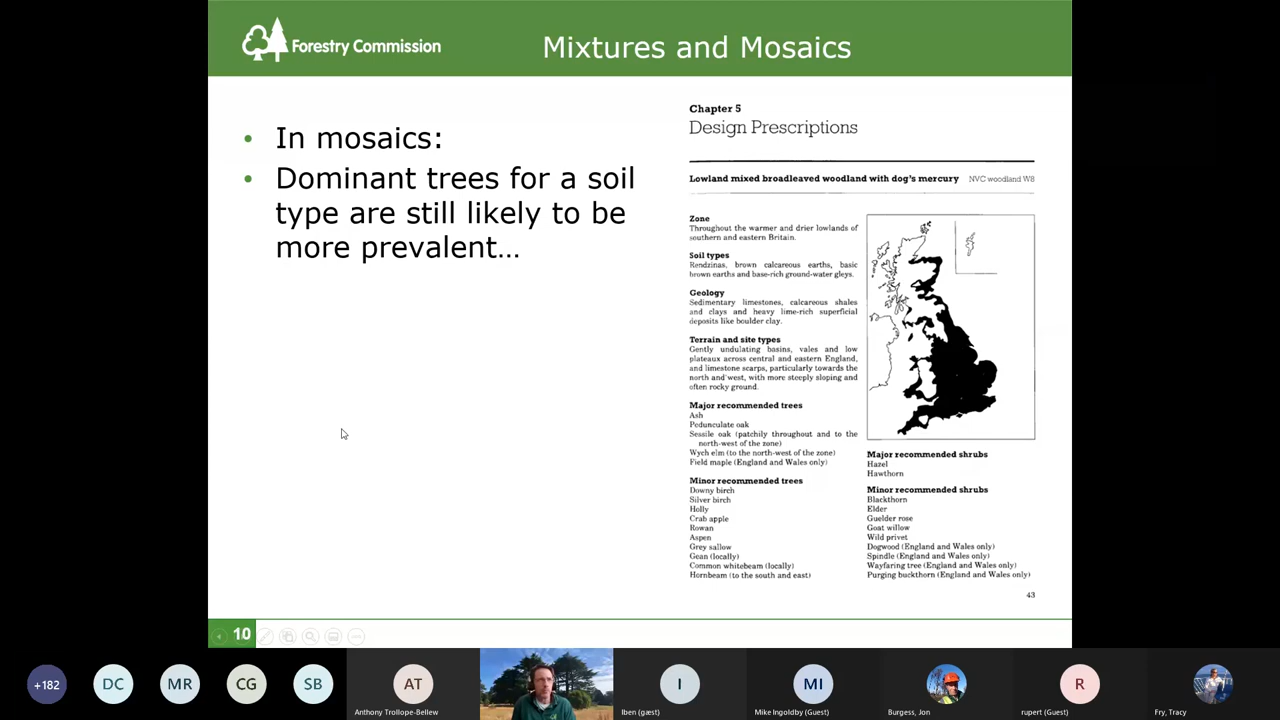 Forestry Commission
Mixtures and Mosaics
• In mosaics:
• Dominant trees for a soil
type are still likely to be
more prevalent...
Chapter 5
Design Prescriptions
Lowland mixed broadleaved woodland with dog's mercury NVC woodland W8
Zone
Throughout the warmer and drier lowlands of
southern and eastern Britain.
Soil types
Rendzinas, brown calcareous earths, basic
brown earths and base-rich ground-water gleys.
Geology
Sedimentary limestones, calcareous shales
and clays and heavy lime-rich superficial
deposits like boulder clay.
Terrain and site types
Gently undulating basins, vales and low
plateaux across central and eastern England,
and limestone scarps, particularly towards the
north and west, with more steeply sloping and
often rocky ground.
Major recommended trees
Ash
Pedunculate oak
Sessile oak (patchily throughout and to the
north-west of the zone)
Wych elm (to the north-west of the zone)
Field maple (England and Wales only)
Minor recommended trees
Downy birch
Silver birch
Holly
Crab apple
Rowan
Aspen
Grey sallow
Gean (locally)
Common whitebeam (locally)
Hornbeam (to the south and east)
Major recommended shrubs
Hazel
Hawthorn
Minor recommended shrubs
Blackthorn
Elder
Guelder rose
Goat willow
Wild privet
Dogwood (England and Wales only)
Spindle (England and Wales only)
Wayfaring tree (England and Wales only)
Purging buckthorn (England and Wales only)
43
10
+182
DC
MR
CG
SB
AT
Anthony Trollope-Bellew
I
Iben (gæst)
MI
Mike Ingoldby (Guest)
Burgess, Jon
R
rupert (Guest)
Fry, Tracy